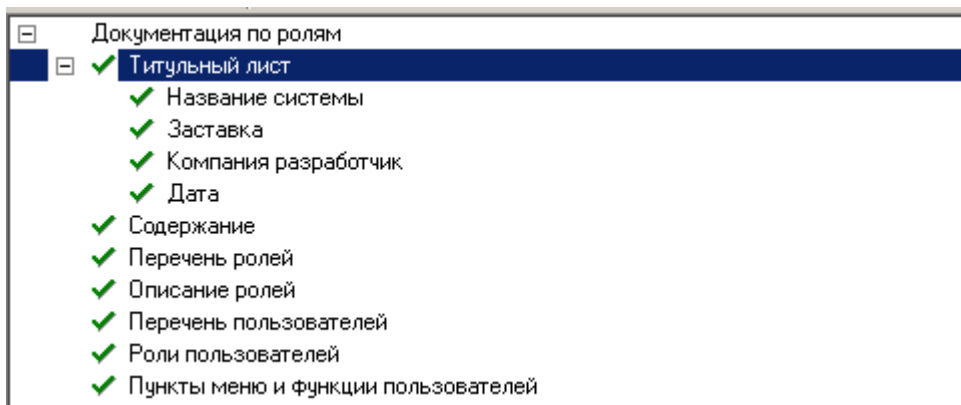 Документация по ролям
Титульный лист
Название системы
Заставка
Компания разработчик
Дата
Содержание
Перечень ролей
Описание ролей
Перечень пользователей
Роли пользователей
Пункты меню и функции пользователей